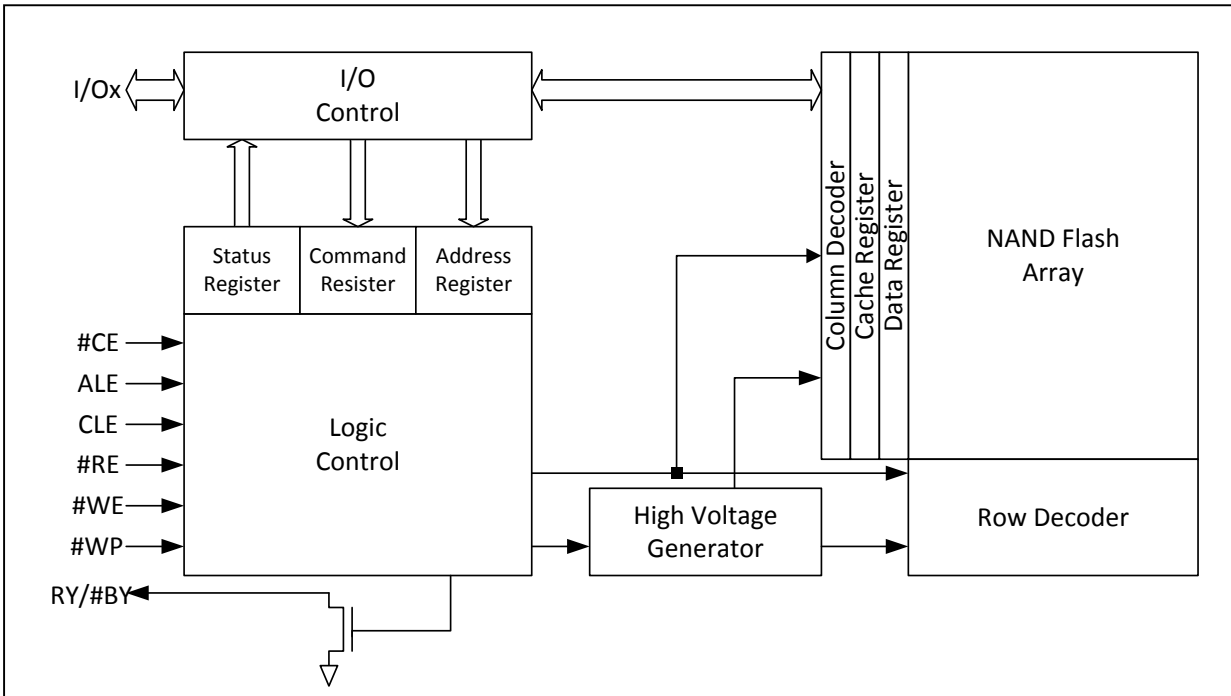 I/Ox
I/O
Control
Status
Register
Command
Resister
Address
Register
#CE
ALE
CLE
#RE
#WE
#WP
RY/#BY
Logic
Control
High Voltage
Generator
Column Decoder
Cache Register
Data Register
NAND Flash
Array
Row Decoder